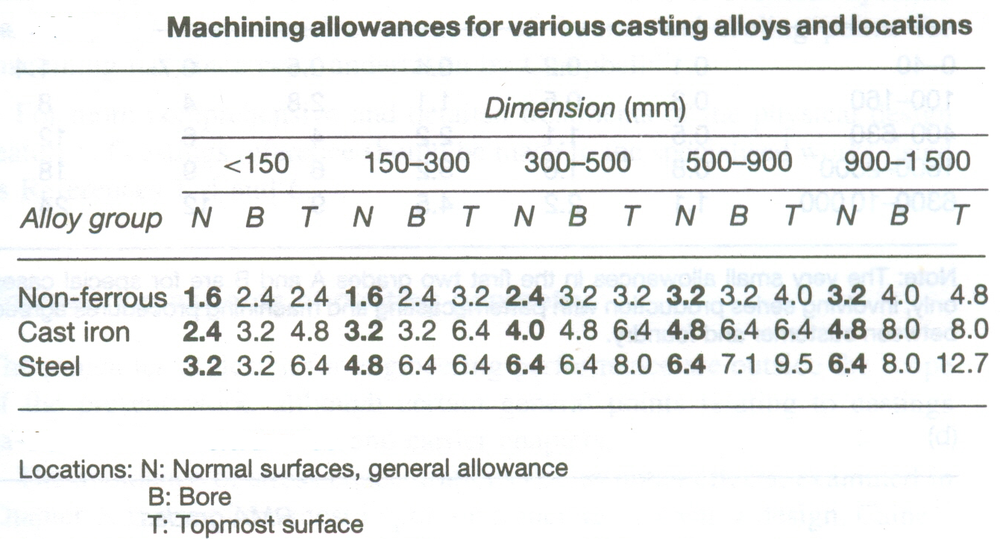 Machining allowances for various casting alloys and locations
Dimension (mm)
<150 150–300 300–500 500–900 900–1 500
Alloy group N B T N B T N B T N B T N B T
Non-ferrous 1.6 2.4 2.4 1.6 2.4 3.2 2.4 3.2 3.2 3.2 3.2 4.0 3.2 4.0 4.8
Cast iron 2.4 3.2 4.8 3.2 3.2 6.4 4.0 4.8 6.4 4.8 6.4 6.4 4.8 8.0 8.0
Steel 3.2 3.2 6.4 4.8 6.4 6.4 6.4 6.4 8.0 6.4 7.2 9.5 6.4 8.0 12.7
Locations: N: Normal surfaces, general allowance
B: Bore
T: Topmost surface